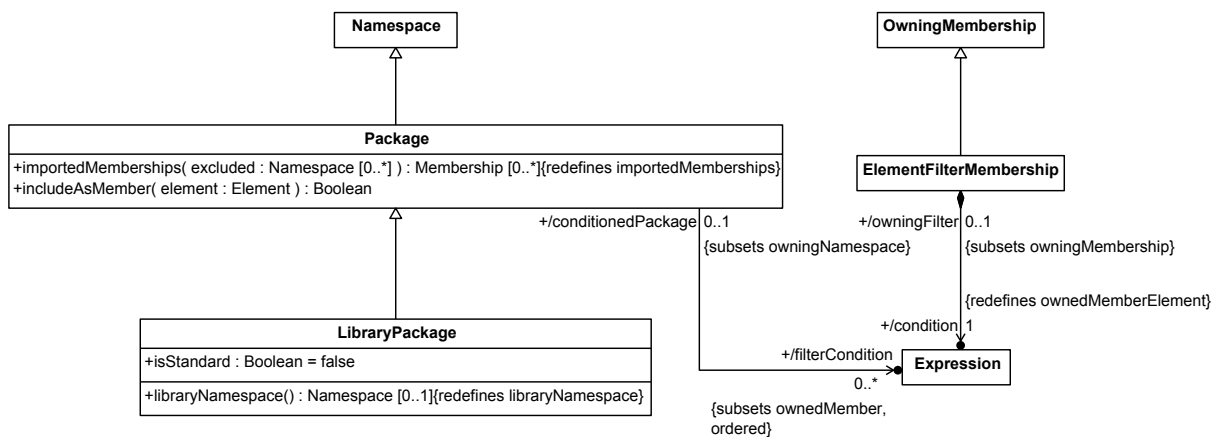 Namespace
OwningMembership
Package
+importedMemberships( excluded : Namespace [0..*] ) : Membership [0..*]{redefines importedMemberships}
+includeAsMember( element : Element ) : Boolean
ElementFilterMembership
+/conditionedPackage 0..1
{subsets owningNamespace}
+/owningFilter 0..1
{subsets owningMembership}
{redefines ownedMemberElement}
+/condition 1
LibraryPackage
+isStandard : Boolean = false
+libraryNamespace() : Namespace [0..1]{redefines libraryNamespace}
+/filterCondition
0..*
{subsets ownedMember,
ordered}
Expression